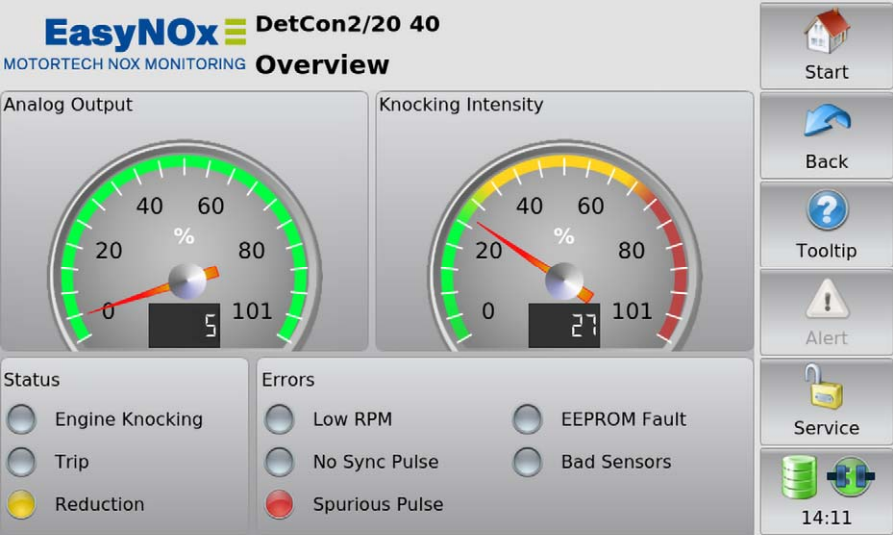 EasyNOx
DetCon2/20 40
MOTORTECH NOX MONITORING
Overview
Start
Back
Tooltip
Alert
Service
14:11
Analog Output
0
20
40
60
80
101
%
5
Knocking Intensity
0
20
40
60
80
101
%
27
Status
Engine Knocking
Trip
Reduction
Errors
Low RPM
No Sync Pulse
Spurious Pulse
EEPROM Fault
Bad Sensors